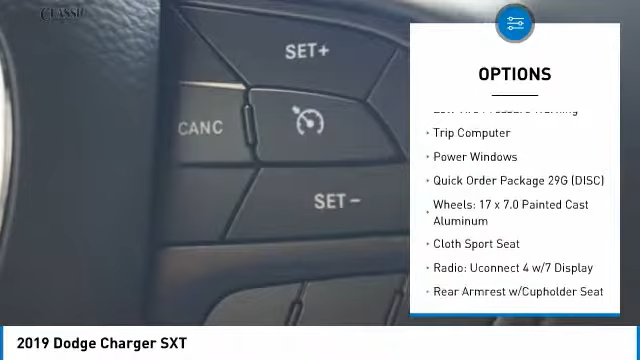 CLASSIC
SET+
CANC
SET-
OPTIONS
Trip Computer
Power Windows
Quick Order Package 29G (DISC)
Wheels: 17 x 7.0 Painted Cast
Aluminum
Cloth Sport Seat
Radio: Uconnect 4 w/7 Display
Rear Armrest w/Cupholder Seat
2019 Dodge Charger SXT